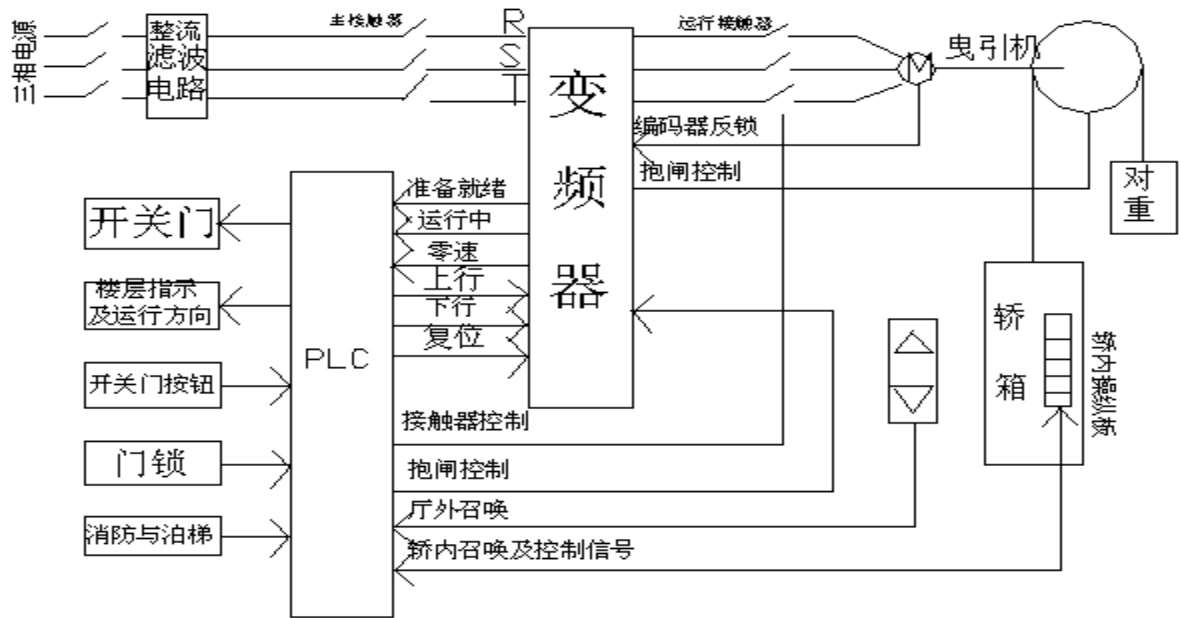 三相电源
整流
滤波
电路
主接触器
R
S
T
变
频
器
运行接触器
M
曳引机
编码器反锁
抱闸控制
对
重
准备就绪
运行中
零速
上行
下行
复位
开关门
楼层指示
及运行方向
开关门按钮
门锁
消防与泊梯
PLC
接触器控制
抱闸控制
厅外召唤
轿内召唤及控制信号
轿
箱
轿内操纵板